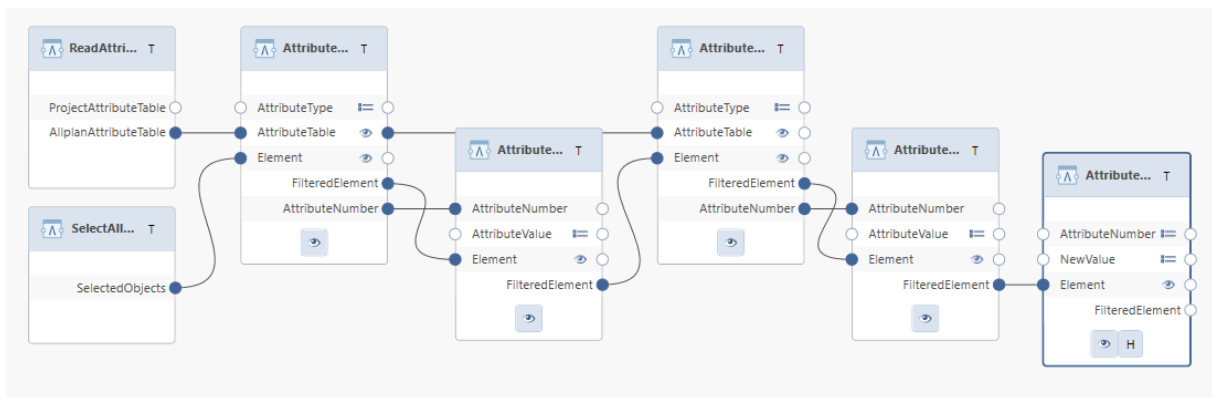 ReadAttri... T
ProjectAttributeTable
AllplanAttributeTable
SelectAll... T
SelectedObjects
Attribute... T
AttributeType
AttributeTable
Element
FilteredElement
AttributeNumber
Attribute... T
AttributeNumber
AttributeValue
Element
FilteredElement
Attribute... T
AttributeType
AttributeTable
Element
FilteredElement
AttributeNumber
Attribute... T
AttributeNumber
AttributeValue
Element
FilteredElement
Attribute... T
AttributeNumber
NewValue
Element
FilteredElement
H